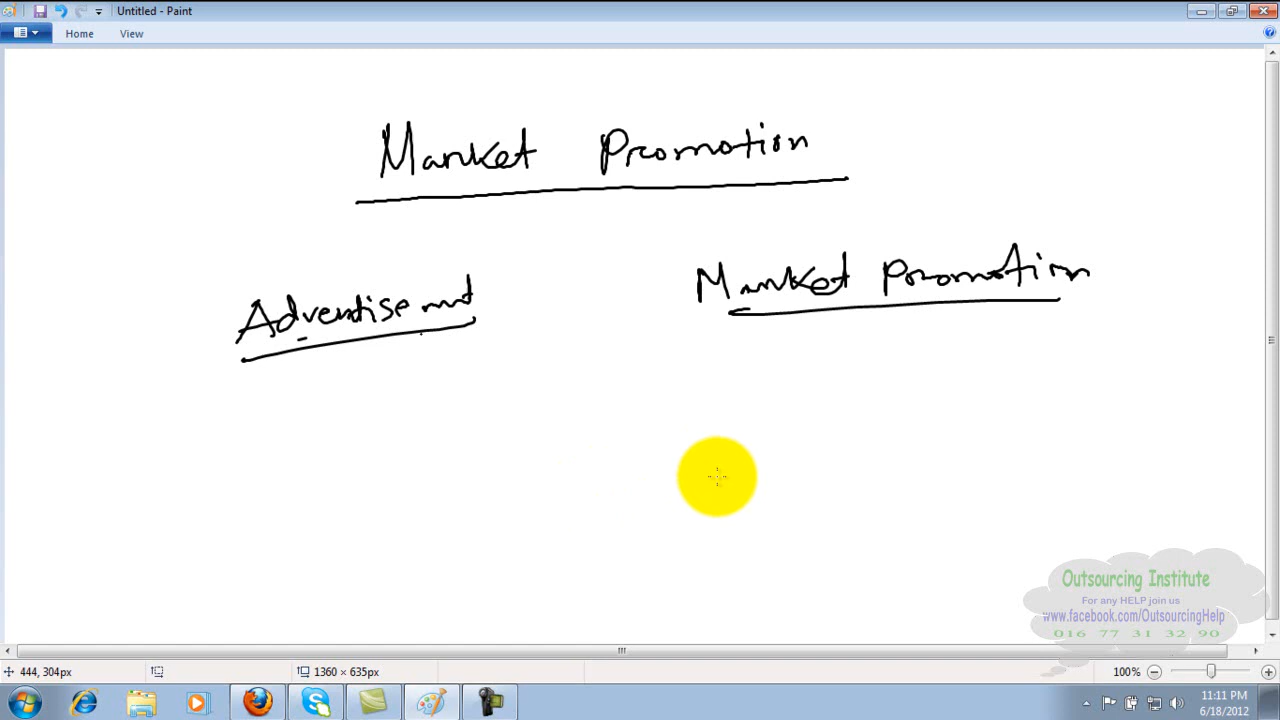 Untitled - Paint
Home View
Market Promotion
Advertisement
Market Promotion
Outsourcing Institute
For any HELP join us
www.facebook.com/OutsourcingHelp
016 77 31 32 90
444, 304px
1360 × 635px
100%
11:11 PM
6/18/2012